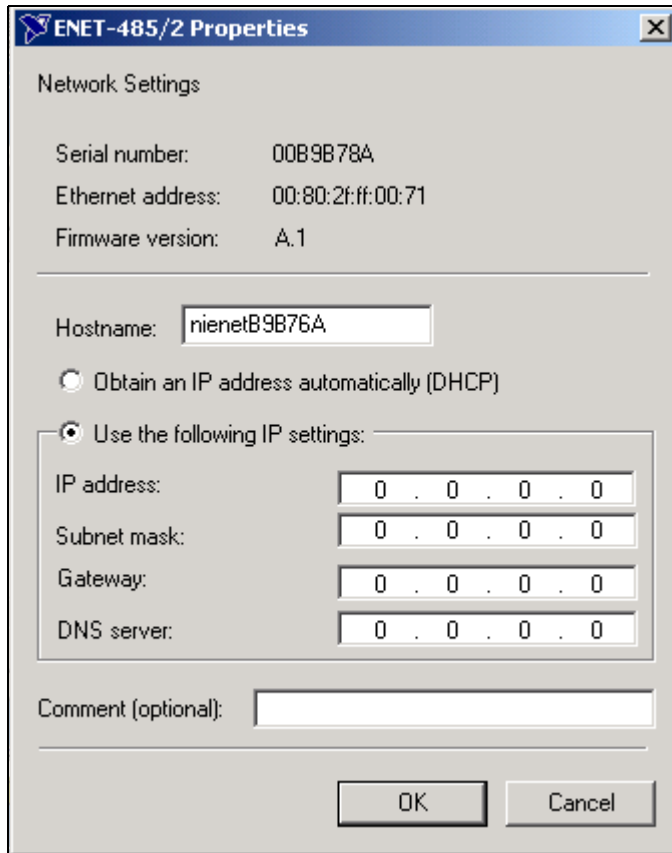 ENET-485/2 Properties
Network Settings
Serial number: 00B9B78A
Ethernet address: 00:80:2f:ff:00:71
Firmware version: A.1
Hostname: nienetB9B76A
Obtain an IP address automatically (DHCP)
Use the following IP settings:
IP address: 0 . 0 . 0 . 0
Subnet mask: 0 . 0 . 0 . 0
Gateway: 0 . 0 . 0 . 0
DNS server: 0 . 0 . 0 . 0
Comment (optional):
OK Cancel